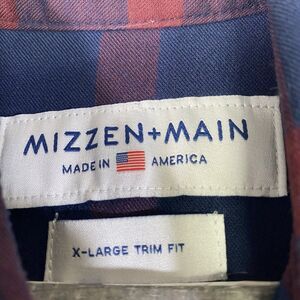 MIZZEN+MAIN
MADE IN AMERICA
X-LARGE TRIM FIT